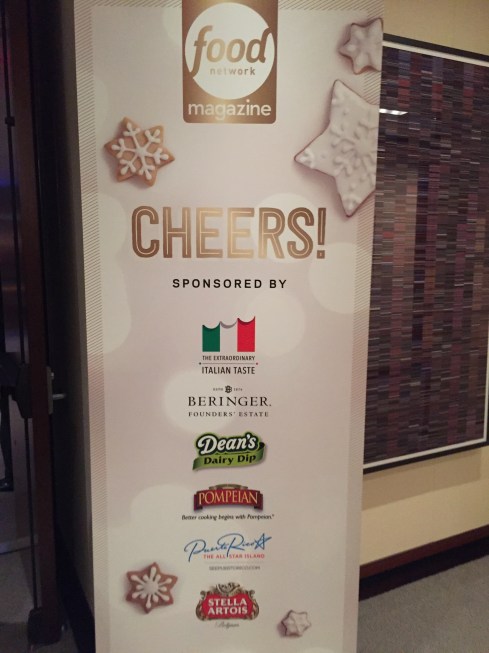 food
network
magazine
CHEERS!
SPONSORED BY
THE EXTRAORDINARY
ITALIAN TASTE
BERINGER.
FOUNDERS' ESTATE
Dean's
Dairy Dip
POMPEIAN
Better cooking begins with Pompeian.
Puerto Rico
THE ALL STAR ISLAND
STELLA
ARTOIS
Belgium